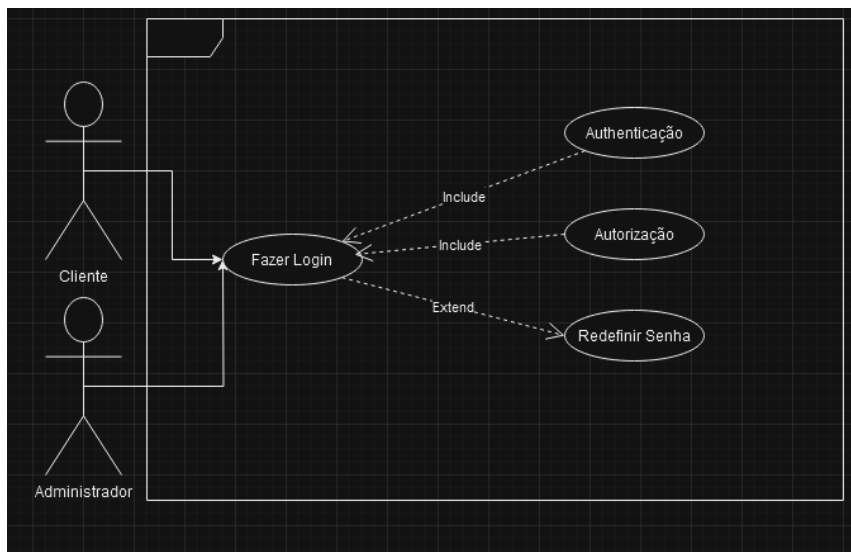 Authenticação
Include
Autorização
Include
Fazer Login
Cliente
Extend
Redefinir Senha
Administrador